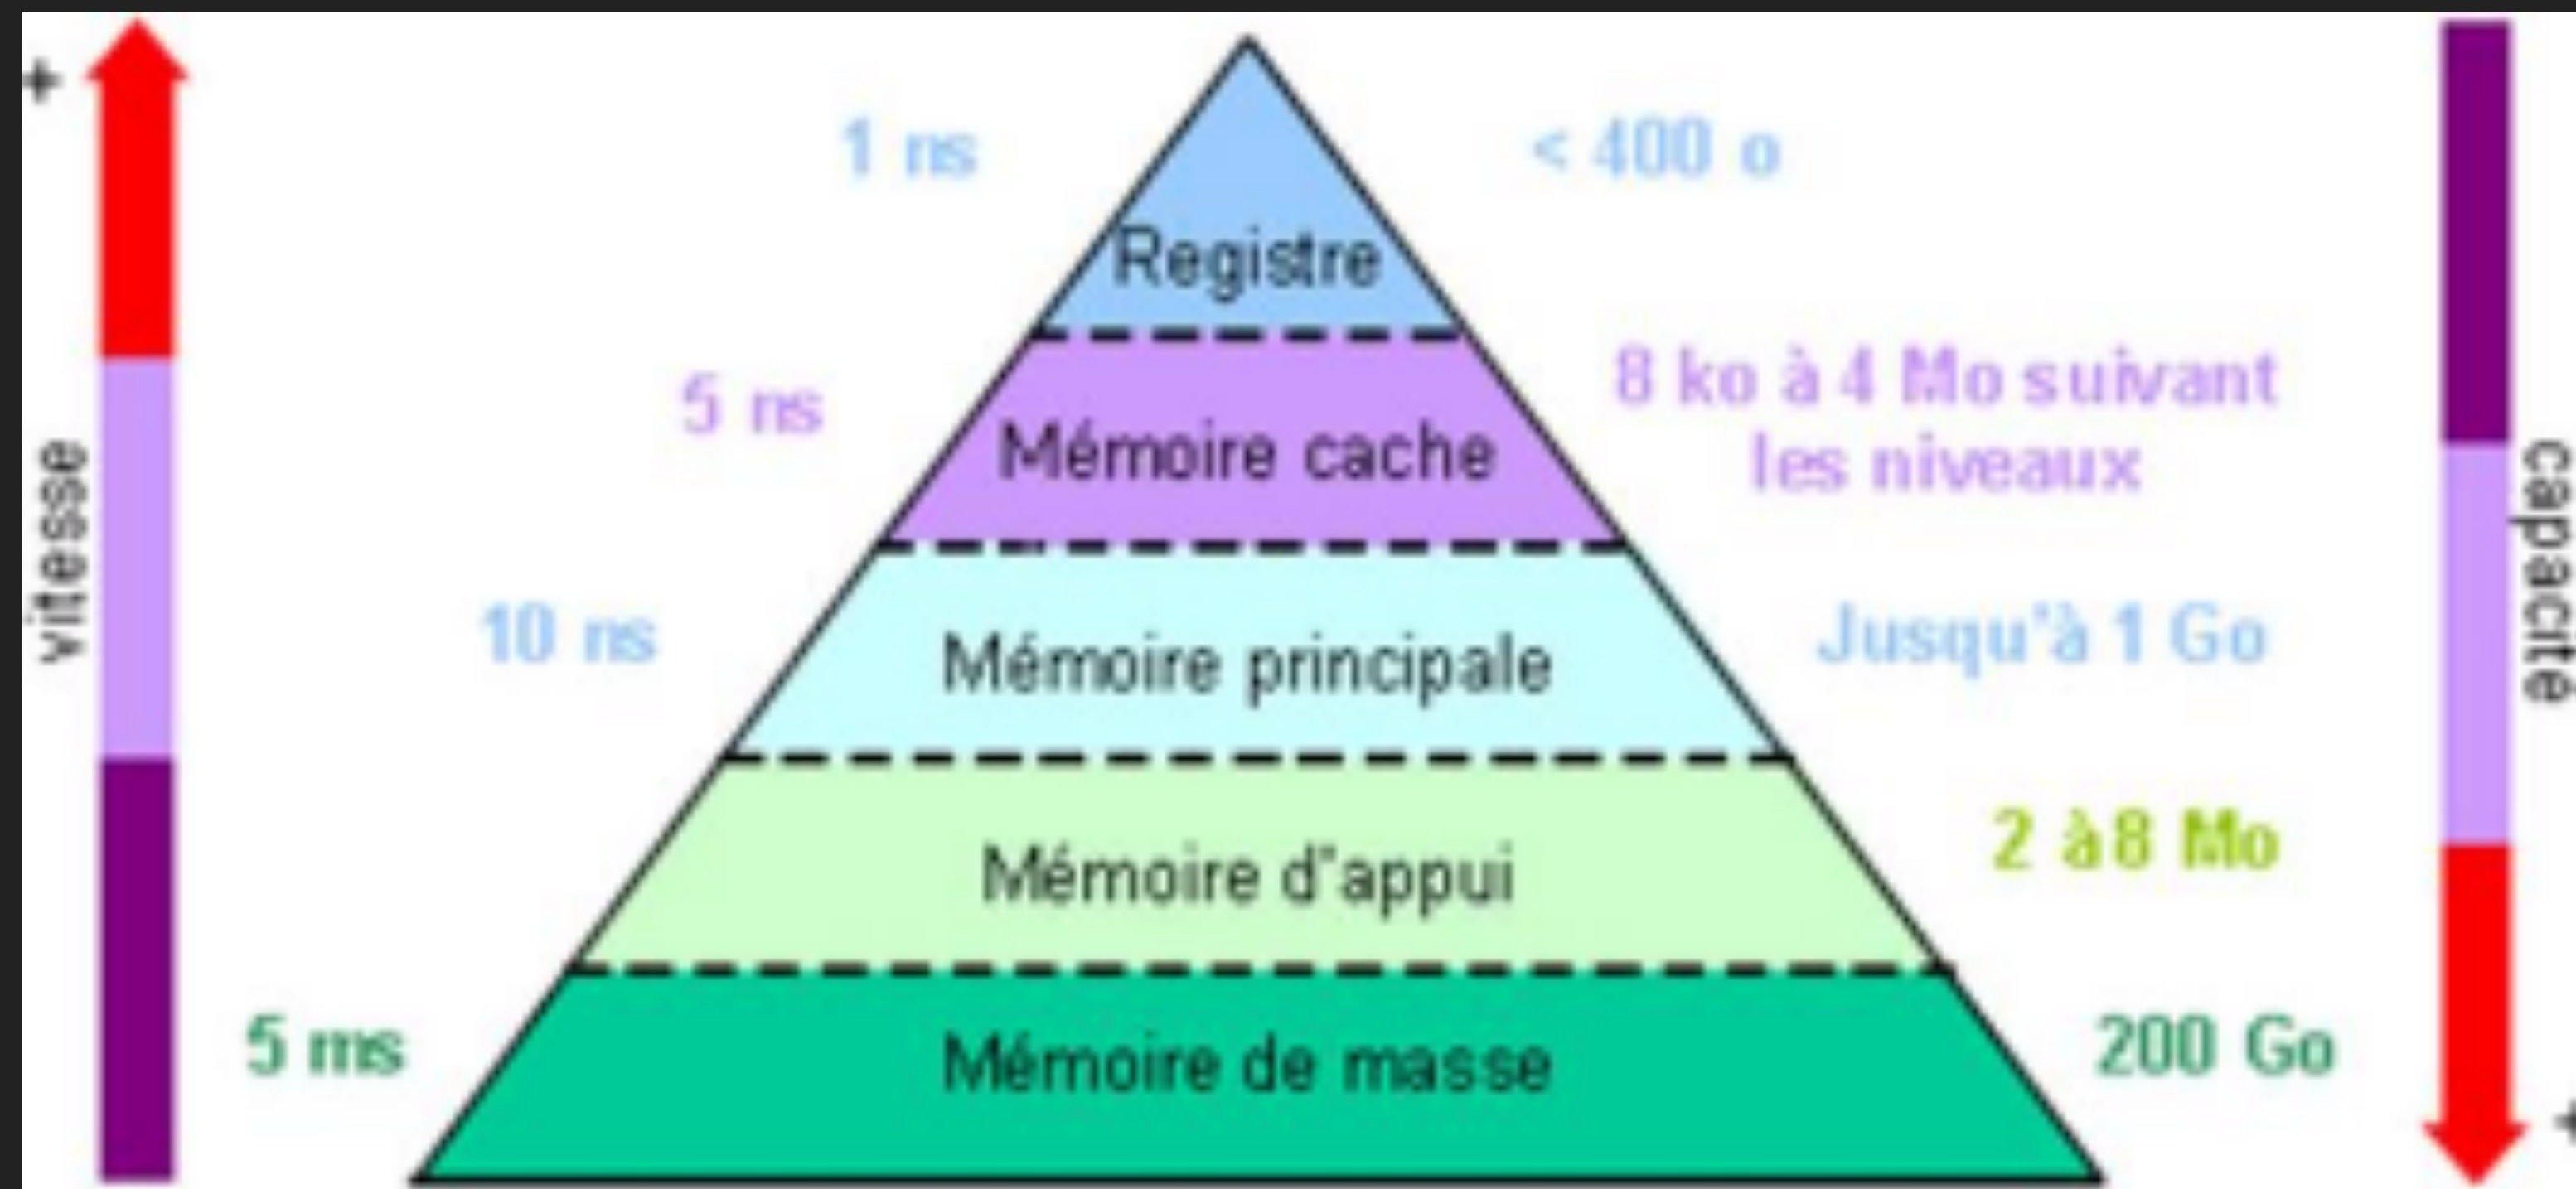 +
1 ns
< 400 o
Registre
5 ns
8 ko à 4 Mo suivant
les niveaux
Mémoire cache
vitesse
capacité
10 ns
Mémoire principale
Jusqu'à 1 Go
2 à 8 Mo
Mémoire d'appui
5 ms
Mémoire de masse
200 Go
+